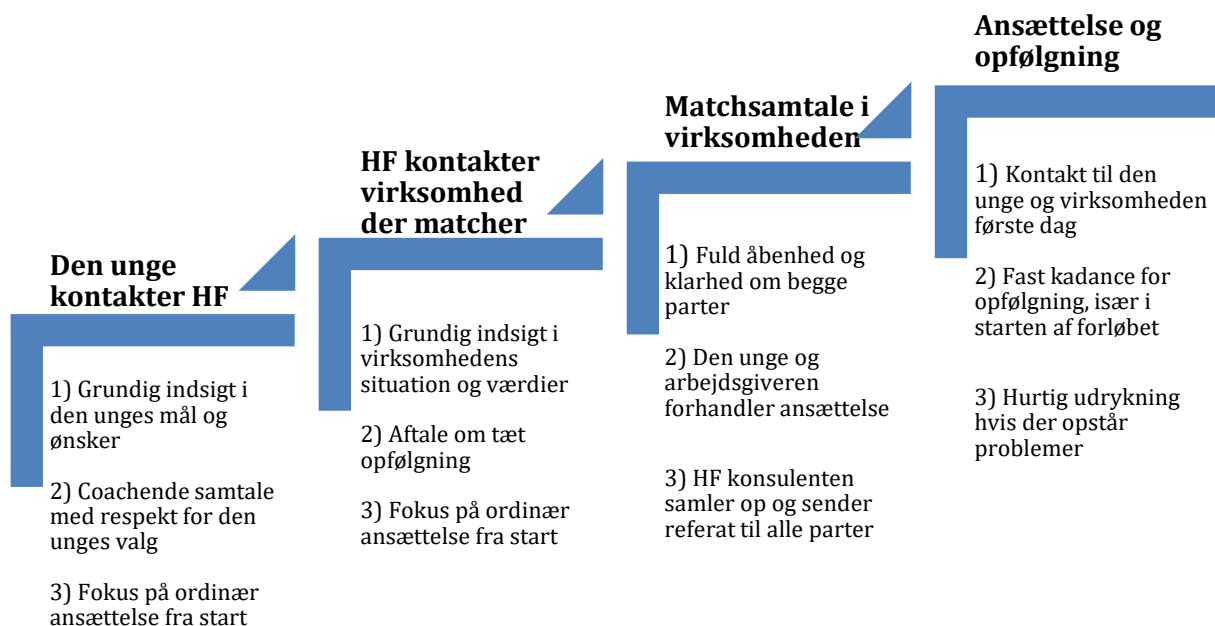 Den unge
kontakter HF
1) Grundig indsigt i
den unges mål og
ønsker
2) Coachende samtale
med respekt for den
unges valg
3) Fokus på ordinær
ansættelse fra start
HF kontakter
virksomhed
der matcher
1) Grundig indsigt i
virksomhedens
situation og værdier
2) Aftale om tæt
opfølgning
3) Fokus på ordinær
ansættelse fra start
Matchsamtale i
virksomheden
1) Fuld åbenhed og
klarhed om begge
parter
2) Den unge og
arbejdsgiveren
forhandler ansættelse
3) HF konsulenten
samler op og sender
referat til alle parter
Ansættelse og
opfølgning
1) Kontakt til den
unge og virksomheden
første dag
2) Fast kadance for
opfølgning, især i
starten af forløbet
3) Hurtig udrykning
hvis der opstår
problemer